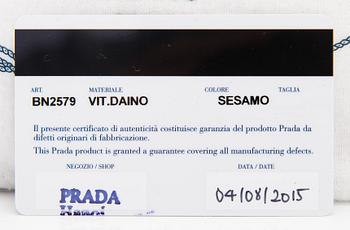 ART. MATERIALE COLORE TAGLIA
BN2579 VIT.DAINO SESAMO
Il presente certificato di autenticità costituisce garanzia del prodotto Prada da
difetti originari di fabbricazione.
This Prada product is granted a guarantee covering all manufacturing defects.
NEGOZIO / SHOP DATA / DATE
PRADA 04/08/2015